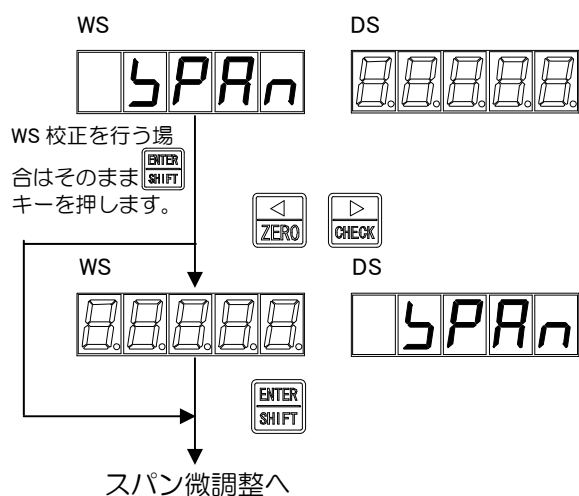 WS DS
SPAn
WS 校正を行う場
合はそのまま ENTER SHIFT
キーを押します。
◁ ZERO ▷ CHECK
WS DS
SPAn
ENTER
SHIFT
スパン微調整へ